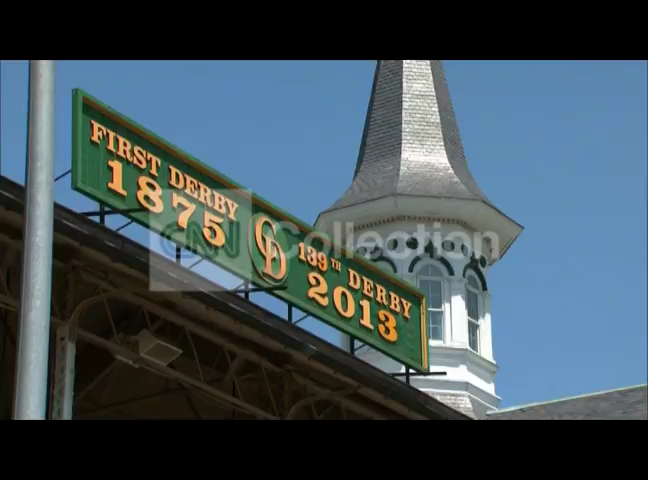 FIRST DERBY
1875
CD
139TH DERBY
2013
CNN Collection